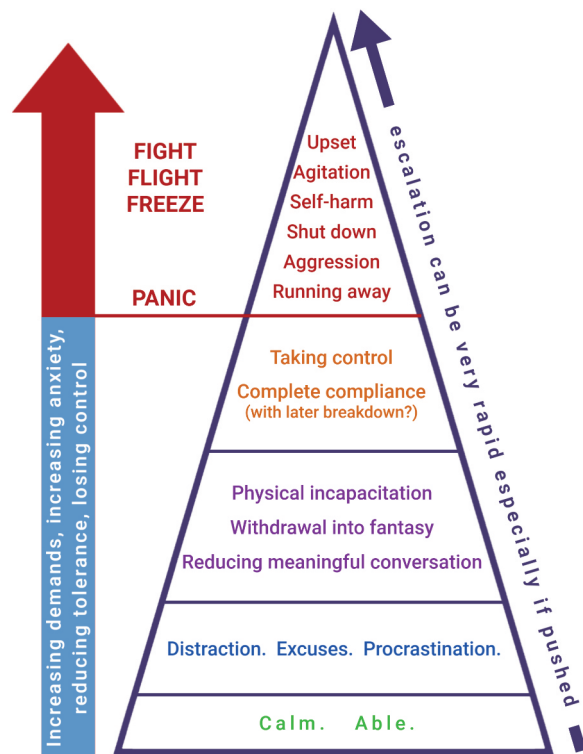 FIGHT
FLIGHT
FREEZE
PANIC
Increasing demands, increasing anxiety,
reducing tolerance, losing control
Upset
Agitation
Self-harm
Shut down
Aggression
Running away
Taking control
Complete compliance
(with later breakdown?)
Physical incapacitation
Withdrawal into fantasy
Reducing meaningful conversation
Distraction. Excuses. Procrastination.
Calm. Able.
escalation can be very rapid especially if pushed